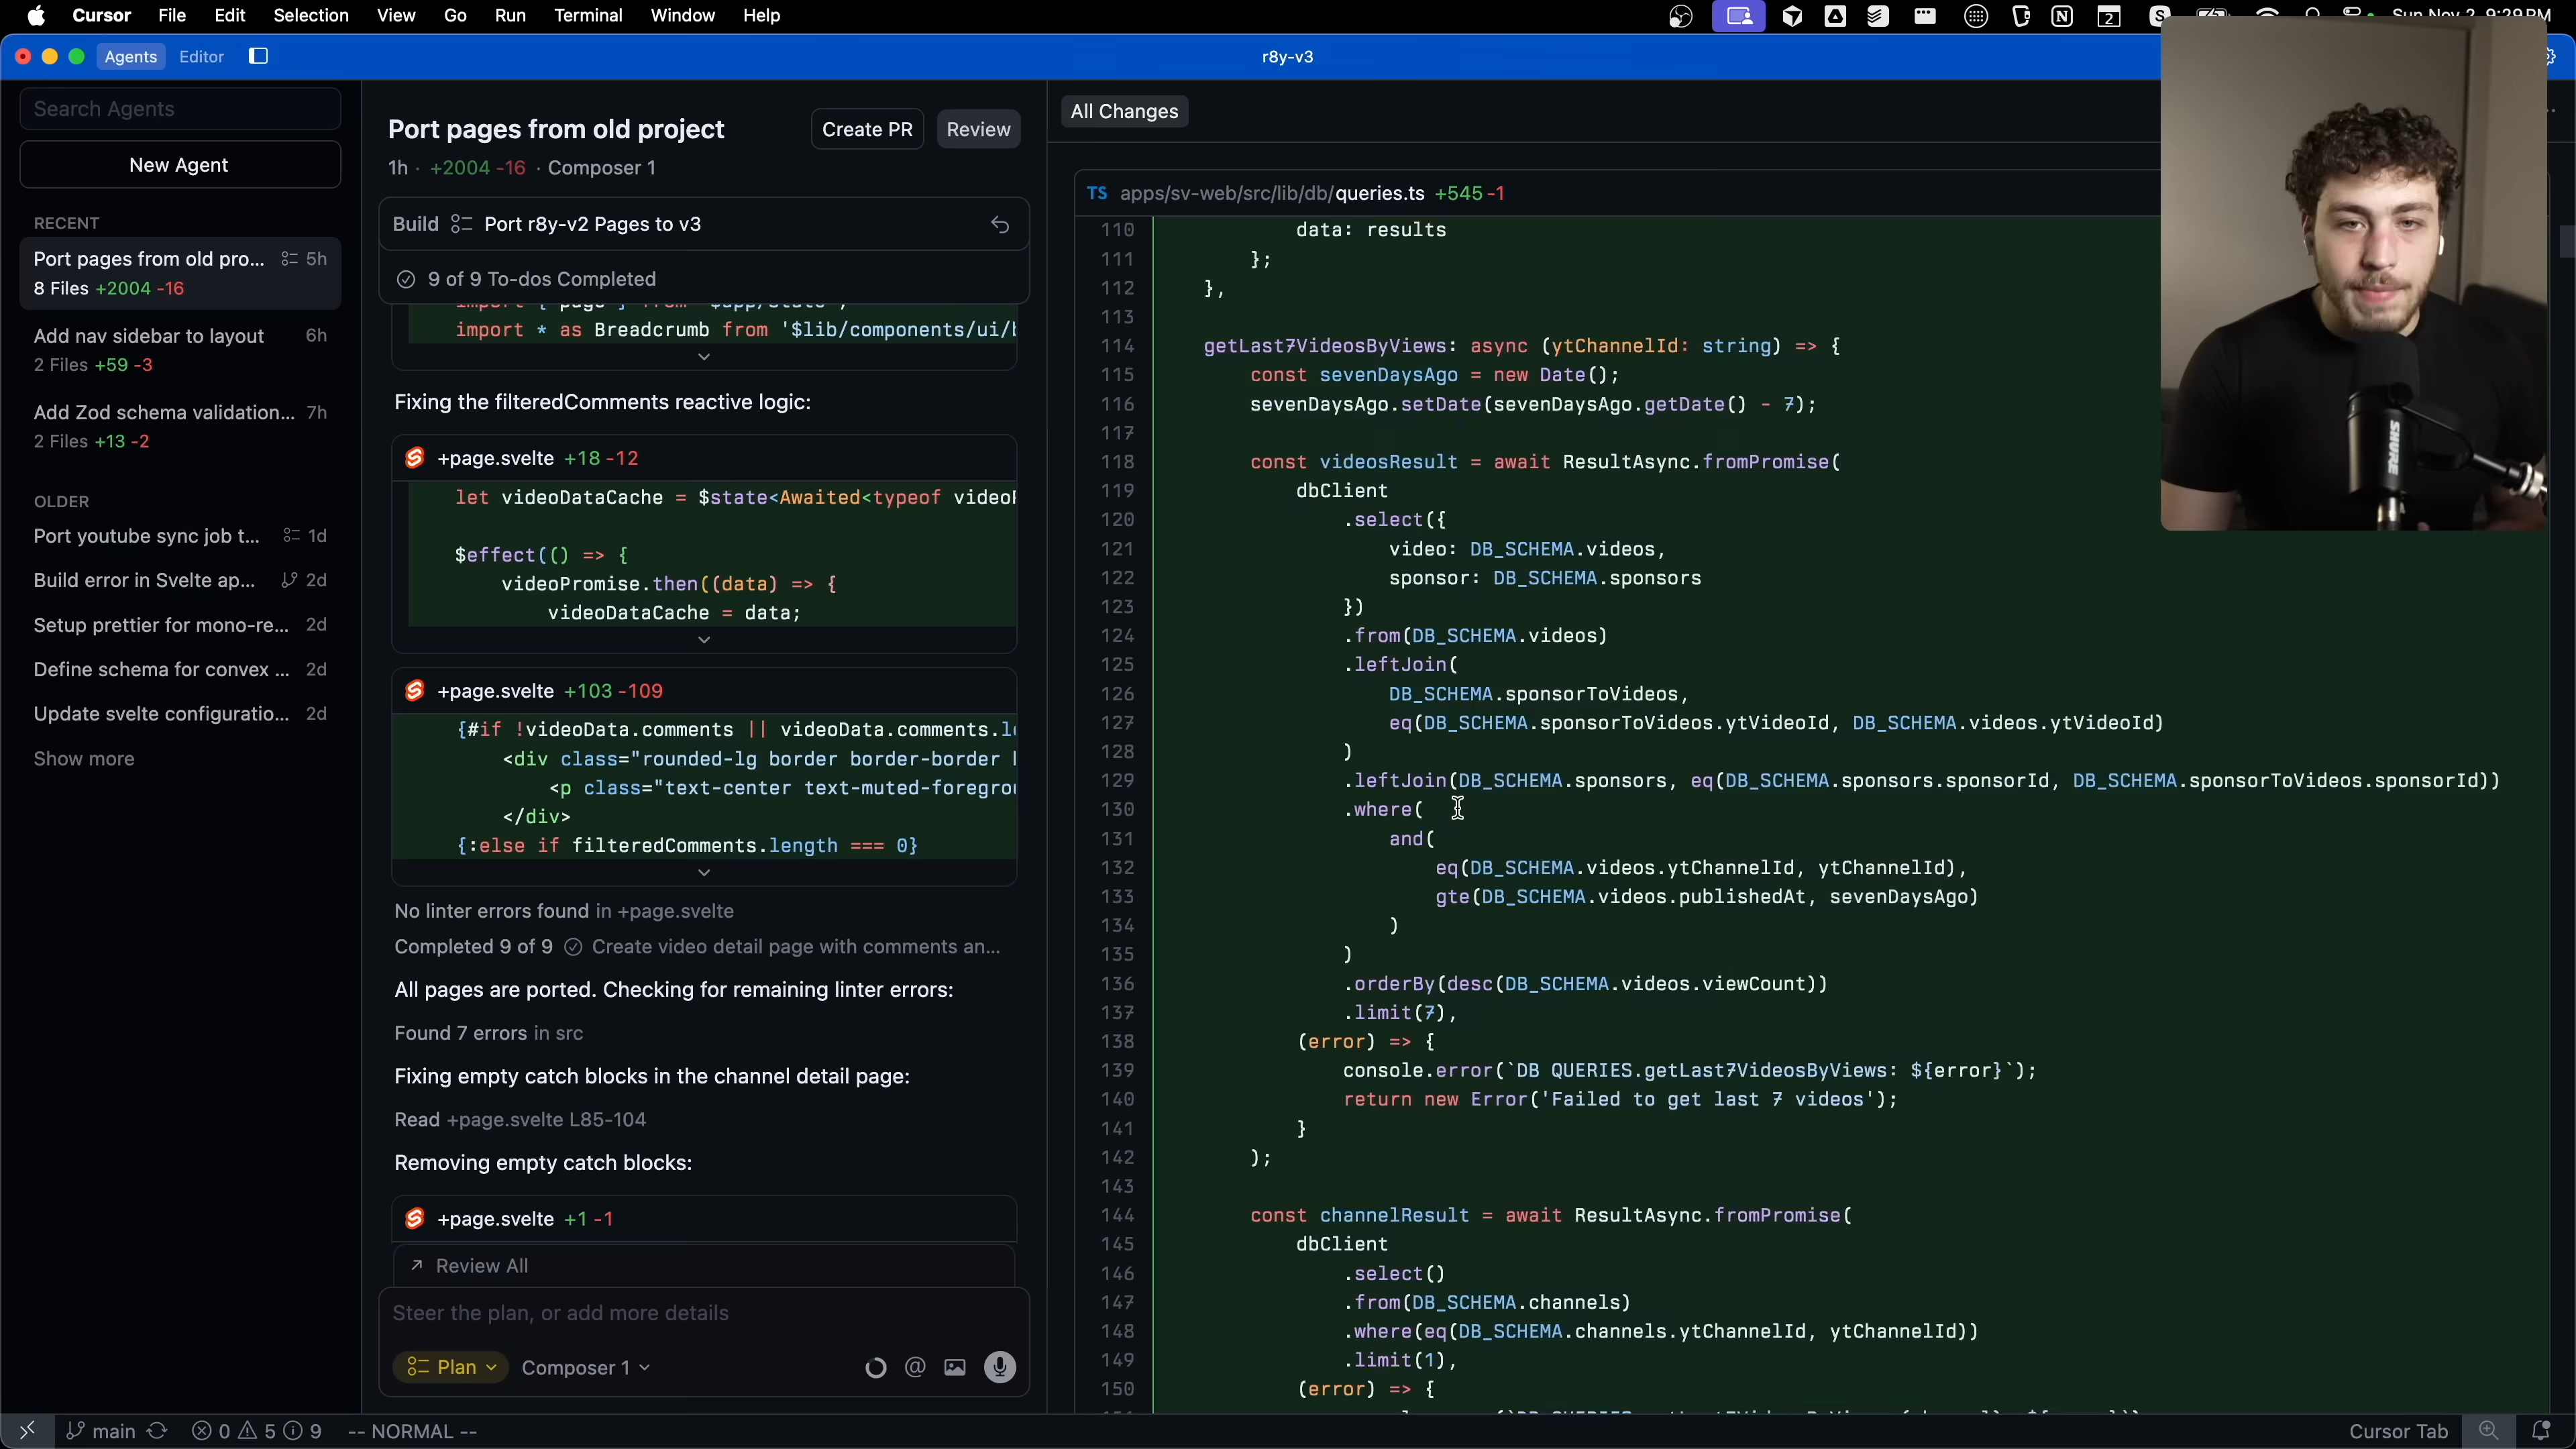 Cursor File Edit Selection View Go Run Terminal Window Help
Sun Nov 2 9:29 PM
Agents Editor
r8y-v3
Search Agents
New Agent
RECENT
Port pages from old pro... 5h
8 Files +2004 -16
Add nav sidebar to layout 6h
2 Files +59 -3
Add Zod schema validation... 7h
2 Files +13 -2
OLDER
Port youtube sync job t... 1d
Build error in Svelte ap... 2d
Setup prettier for mono-re... 2d
Define schema for convex ... 2d
Update svelte configuratio... 2d
Show more
Port pages from old project
Create PR Review
1h · +2004 -16 · Composer 1
Build Port r8y-v2 Pages to v3
9 of 9 To-dos Completed
import { page } from '$app/state';
import * as Breadcrumb from '$lib/components/ui/b
Fixing the filteredComments reactive logic:
+page.svelte +18 -12
let videoDataCache = $state<Awaited<typeof videoP
$effect(() => {
videoPromise.then((data) => {
videoDataCache = data;
+page.svelte +103 -109
{#if !videoData.comments || videoData.comments.le
<div class="rounded-lg border border-border
<p class="text-center text-muted-foregrou
</div>
{:else if filteredComments.length === 0}
No linter errors found in +page.svelte
Completed 9 of 9 Create video detail page with comments an...
All pages are ported. Checking for remaining linter errors:
Found 7 errors in src
Fixing empty catch blocks in the channel detail page:
Read +page.svelte L85-104
Removing empty catch blocks:
+page.svelte +1 -1
Review All
Steer the plan, or add more details
Plan Composer 1
All Changes
TS apps/sv-web/src/lib/db/queries.ts +545 -1
110 data: results
111 };
112 },
113
114 getLast7VideosByViews: async (ytChannelId: string) => {
115 const sevenDaysAgo = new Date();
116 sevenDaysAgo.setDate(sevenDaysAgo.getDate() - 7);
117
118 const videosResult = await ResultAsync.fromPromise(
119 dbClient
120 .select({
121 video: DB_SCHEMA.videos,
122 sponsor: DB_SCHEMA.sponsors
123 })
124 .from(DB_SCHEMA.videos)
125 .leftJoin(
126 DB_SCHEMA.sponsorToVideos,
127 eq(DB_SCHEMA.sponsorToVideos.ytVideoId, DB_SCHEMA.videos.ytVideoId)
128 )
129 .leftJoin(DB_SCHEMA.sponsors, eq(DB_SCHEMA.sponsors.sponsorId, DB_SCHEMA.sponsorToVideos.sponsorId))
130 .where(
131 and(
132 eq(DB_SCHEMA.videos.ytChannelId, ytChannelId),
133 gte(DB_SCHEMA.videos.publishedAt, sevenDaysAgo)
134 )
135 )
136 .orderBy(desc(DB_SCHEMA.videos.viewCount))
137 .limit(7),
138 (error) => {
139 console.error(`DB QUERIES.getLast7VideosByViews: ${error}`);
140 return new Error('Failed to get last 7 videos');
141 }
142 );
143
144 const channelResult = await ResultAsync.fromPromise(
145 dbClient
146 .select()
147 .from(DB_SCHEMA.channels)
148 .where(eq(DB_SCHEMA.channels.ytChannelId, ytChannelId))
149 .limit(1),
150 (error) => {
SHURE
main 0 5 9 -- NORMAL --
Cursor Tab